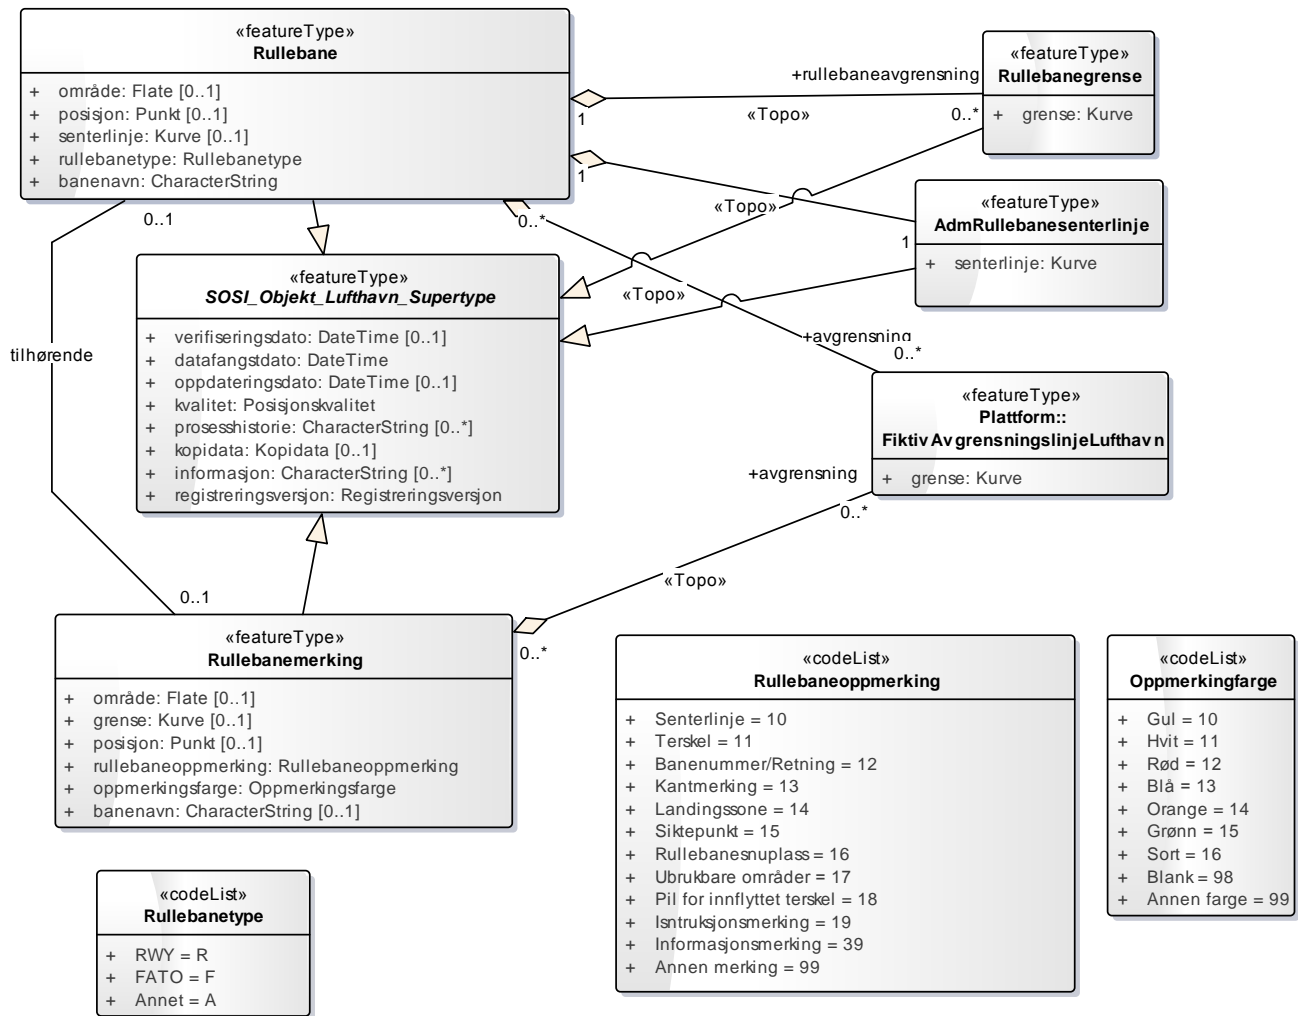 «featureType»
Rullebane
+ område: Flate [0..1]
+ posisjon: Punkt [0..1]
+ senterlinje: Kurve [0..1]
+ rullebanetype: Rullebanetype
+ banenavn: CharacterString
«featureType»
Rullebanegrense
+ grense: Kurve
+rullebaneavgrensning
1
«Topo»
0..*
1
«Topo»
1
«featureType»
AdmRullebanesenterlinje
+ senterlinje: Kurve
0..1
0..*
«Topo»
+avgrensning
0..*
«featureType»
SOSI_Objekt_Lufthavn_Supertype
+ verifiseringsdato: DateTime [0..1]
+ datafangstdato: DateTime
+ oppdateringsdato: DateTime [0..1]
+ kvalitet: Posisjonskvalitet
+ prosesshistorie: CharacterString [0..*]
+ kopidata: Kopidata [0..1]
+ informasjon: CharacterString [0..*]
+ registreringsversjon: Registreringsversjon
tilhørende
«featureType»
Plattform::
FiktivAvgrensningslinjeLufthavn
+ grense: Kurve
+avgrensning
0..*
«Topo»
0..*
0..1
«featureType»
Rullebanemerking
+ område: Flate [0..1]
+ grense: Kurve [0..1]
+ posisjon: Punkt [0..1]
+ rullebaneoppmerking: Rullebaneoppmerking
+ oppmerkingsfarge: Oppmerkingsfarge
+ banenavn: CharacterString [0..1]
«codeList»
Rullebaneoppmerking
+ Senterlinje = 10
+ Terskel = 11
+ Banenummer/Retning = 12
+ Kantmerking = 13
+ Landingssone = 14
+ Siktepunkt = 15
+ Rullebanesnuplass = 16
+ Ubrukbare områder = 17
+ Pil for innflyttet terskel = 18
+ Isntruksjonsmerking = 19
+ Informasjonsmerking = 39
+ Annen merking = 99
«codeList»
Oppmerkingfarge
+ Gul = 10
+ Hvit = 11
+ Rød = 12
+ Blå = 13
+ Orange = 14
+ Grønn = 15
+ Sort = 16
+ Blank = 98
+ Annen farge = 99
«codeList»
Rullebanetype
+ RWY = R
+ FATO = F
+ Annet = A